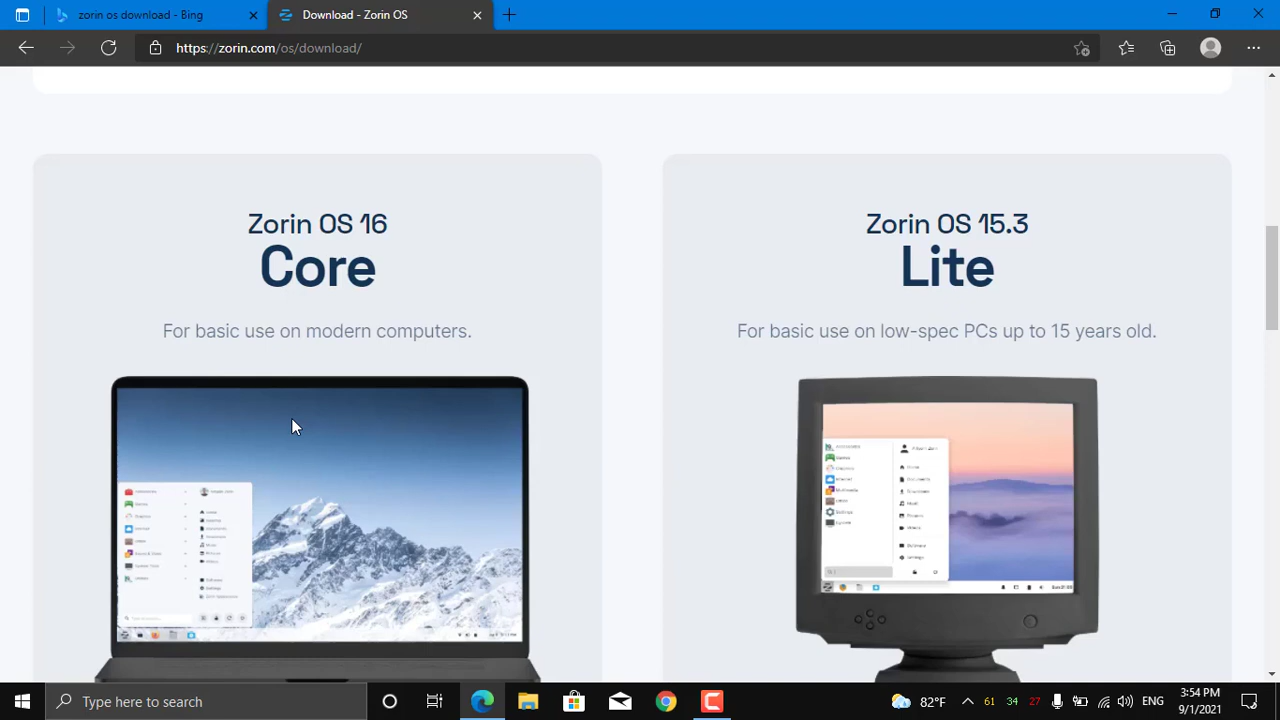 zorin os download - Bing
Download - Zorin OS
https://zorin.com/os/download/
Zorin OS 16
Core
For basic use on modern computers.
Zorin OS 15.3
Lite
For basic use on low-spec PCs up to 15 years old.
Type here to search
82°F
61
34
27
ENG
3:54 PM
9/1/2021